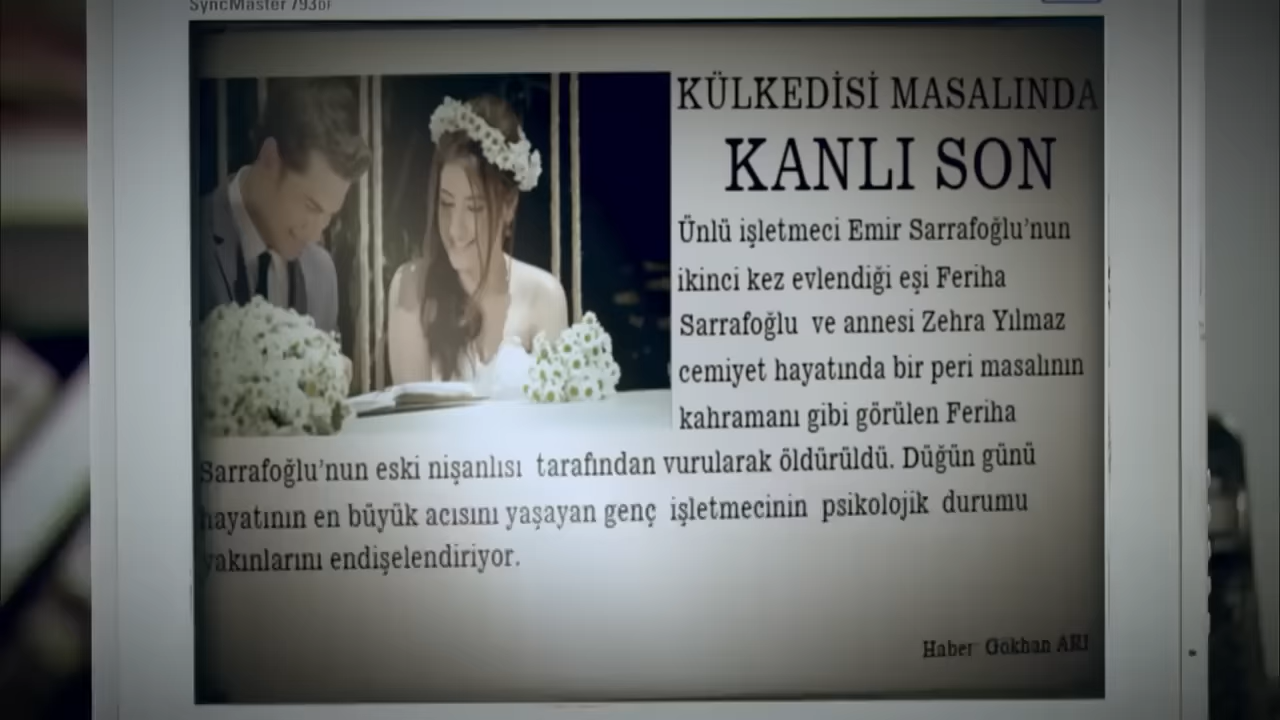 SyncMaster 793DF
KÜLKEDİSİ MASALINDA
KANLI SON
Ünlü işletmeci Emir Sarrafoğlu'nun
ikinci kez evlendiği eşi Feriha
Sarrafoğlu ve annesi Zehra Yılmaz
cemiyet hayatında bir peri masalının
kahramanı gibi görülen Feriha
Sarrafoğlu'nun eski nişanlısı tarafından vurularak öldürüldü. Düğün günü
hayatının en büyük acısını yaşayan genç işletmecinin psikolojik durumu
yakınlarını endişelendiriyor.
Haber Gökhan ARI